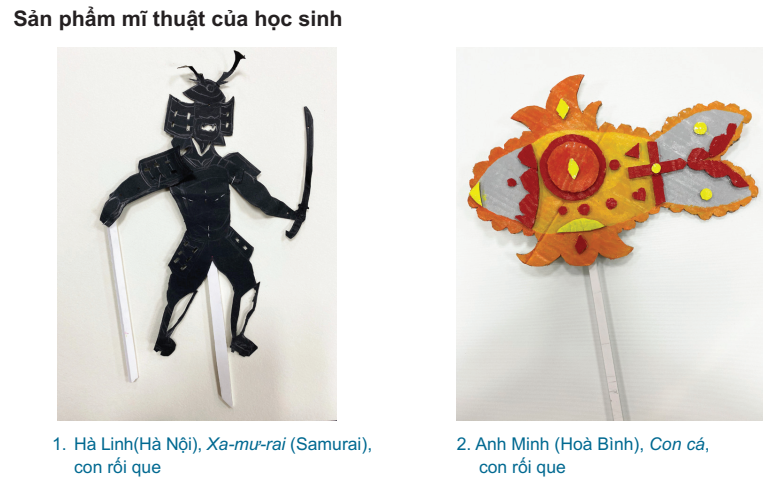 Sản phẩm mĩ thuật của học sinh
1. Hà Linh(Hà Nội), Xa-mư-rai (Samurai),
con rối que
2. Anh Minh (Hoà Bình), Con cá,
con rối que